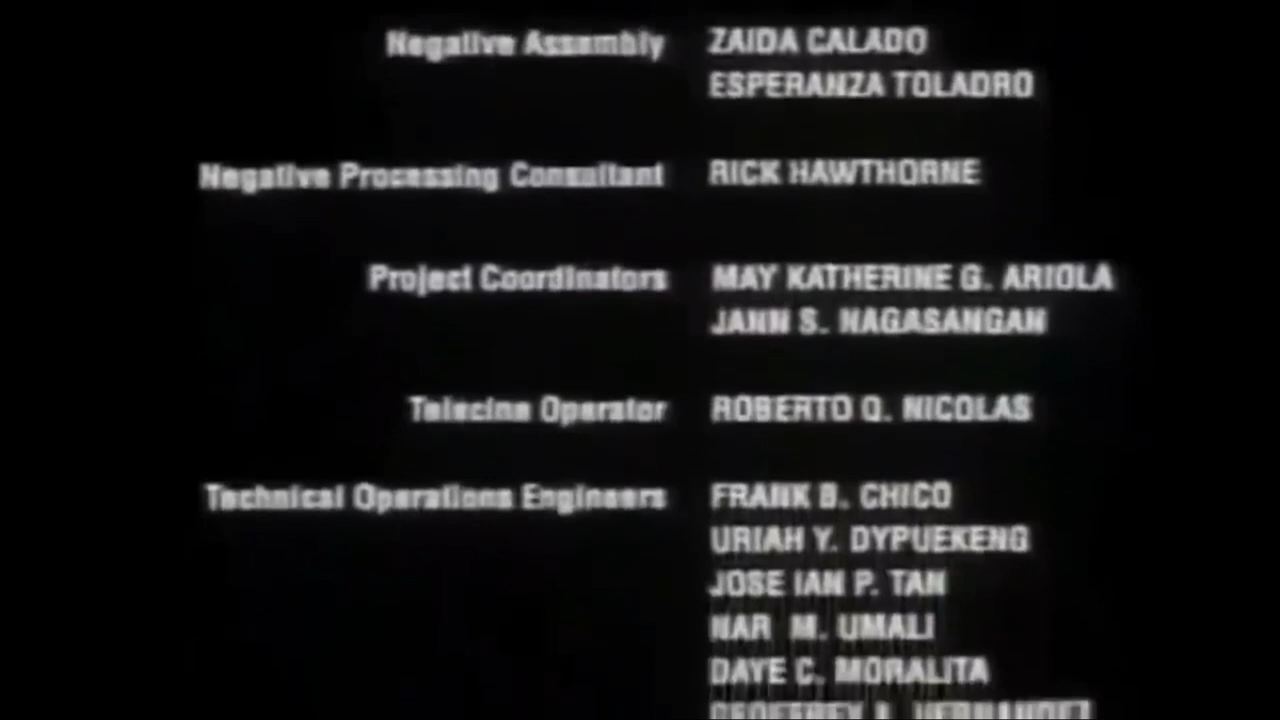 Negative Assembly ZAIDA CALADO
ESPERANZA TOLADRO
Negative Processing Consultant RICK HAWTHORNE
Project Coordinators MAY KATHERINE G. ARIOLA
JANN S. NAGASANGAN
Telecine Operator ROBERTO Q. NICOLAS
Technical Operations Engineers FRANK B. CHICO
URIAH Y. DYPUEKENG
JOSE IAN P. TAN
NAR M. UMALI
DAYE C. MORALITA